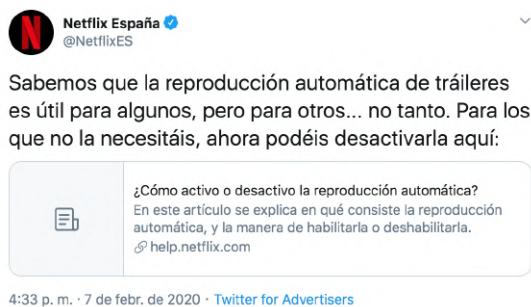 Netflix España
@NetflixES
Sabemos que la reproducción automática de tráileres
es útil para algunos, pero para otros... no tanto. Para los
que no la necesitáis, ahora podéis desactivarla aquí:
¿Cómo activo o desactivo la reproducción automática?
En este artículo se explica en qué consiste la reproducción
automática, y la manera de habilitarla o deshabilitarla.
help.netflix.com
4:33 p. m. · 7 de febr. de 2020 · Twitter for Advertisers